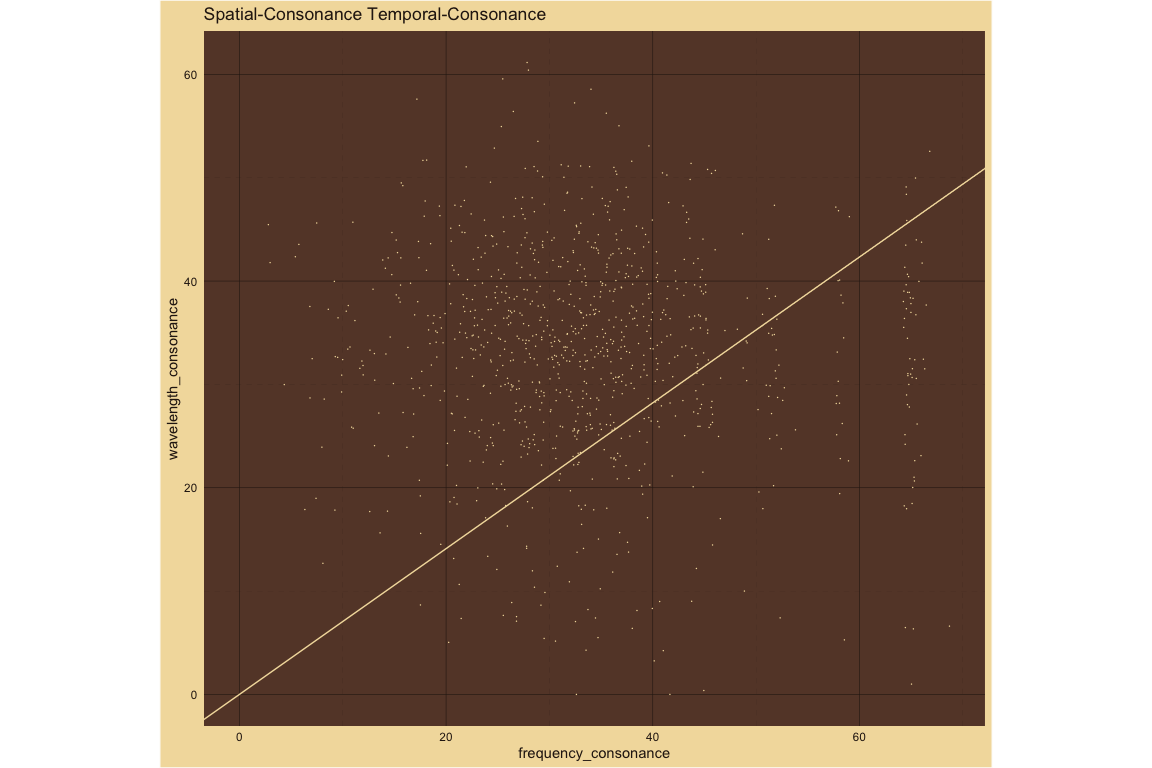 Spatial-Consonance Temporal-Consonance
60
40
20
0
wavelength_consonance
0 20 40 60
frequency_consonance